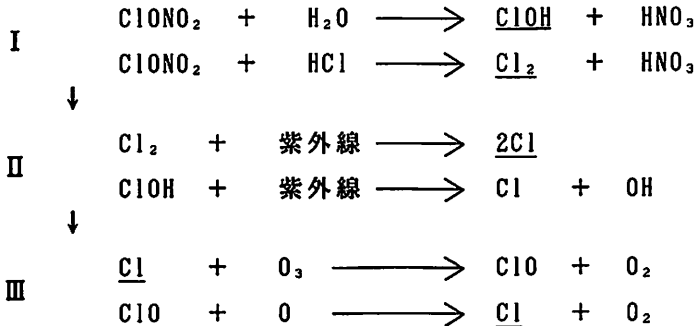 I
ClONO₂ + H₂O ⟶ ClOH + HNO₃
ClONO₂ + HCl ⟶ Cl₂ + HNO₃
↓
II
Cl₂ + 紫外線 ⟶ 2Cl
ClOH + 紫外線 ⟶ Cl + OH
↓
III
Cl + O₃ ⟶ ClO + O₂
ClO + O ⟶ Cl + O₂